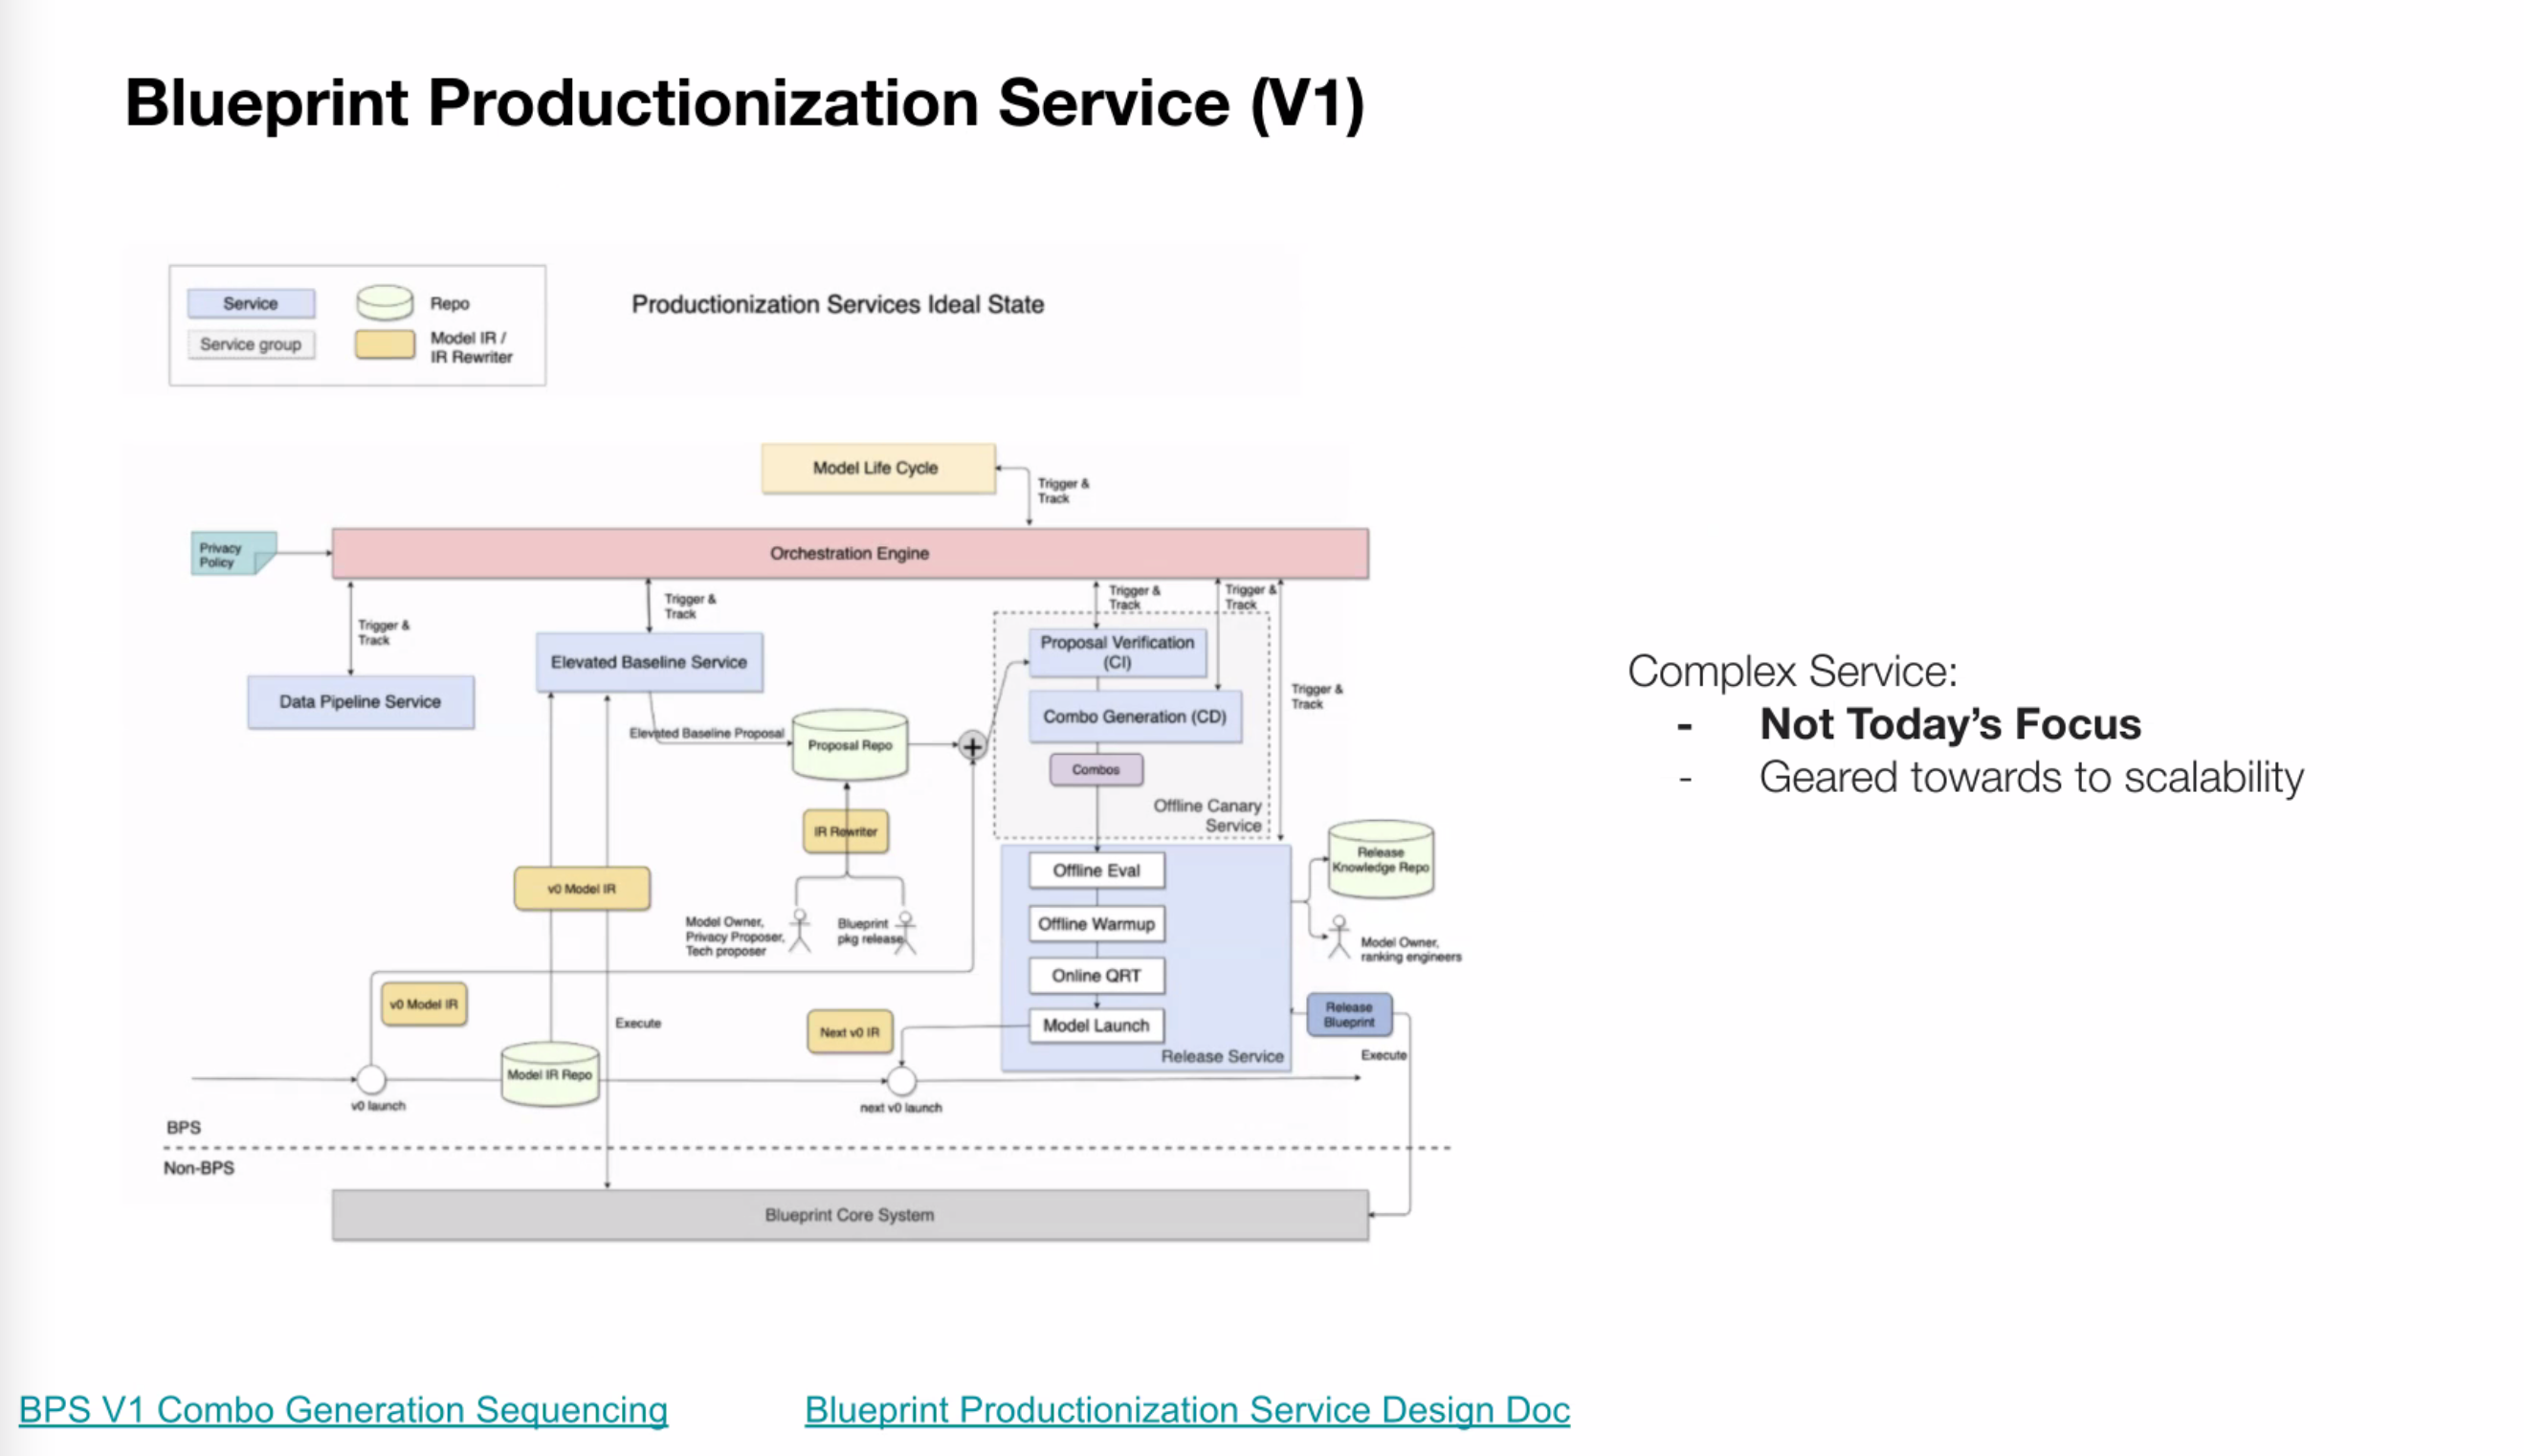 Blueprint Productionization Service (V1)
Service
Repo
Service group
Model IR /
IR Rewriter
Productionization Services Ideal State
Model Life Cycle
Trigger &
Track
Privacy
Policy
Orchestration Engine
Trigger &
Track
Trigger &
Track
Trigger &
Track
Trigger &
Track
Data Pipeline Service
Elevated Baseline Service
Proposal Verification
(CI)
Combo Generation (CD)
Combos
Offline Canary
Service
Trigger &
Track
Elevated Baseline Proposal
Proposal Repo
+
IR Rewriter
v0 Model IR
Model Owner,
Privacy Proposer,
Tech proposer
Blueprint
pkg release
Offline Eval
Offline Warmup
Online QRT
Model Launch
Release Service
Release
Knowledge Repo
Model Owner,
ranking engineers
Release
Blueprint
Execute
v0 Model IR
Execute
Next v0 IR
Model IR Repo
v0 launch
next v0 launch
BPS
Non-BPS
Blueprint Core System
Complex Service:
- Not Today's Focus
- Geared towards to scalability
BPS V1 Combo Generation Sequencing
Blueprint Productionization Service Design Doc